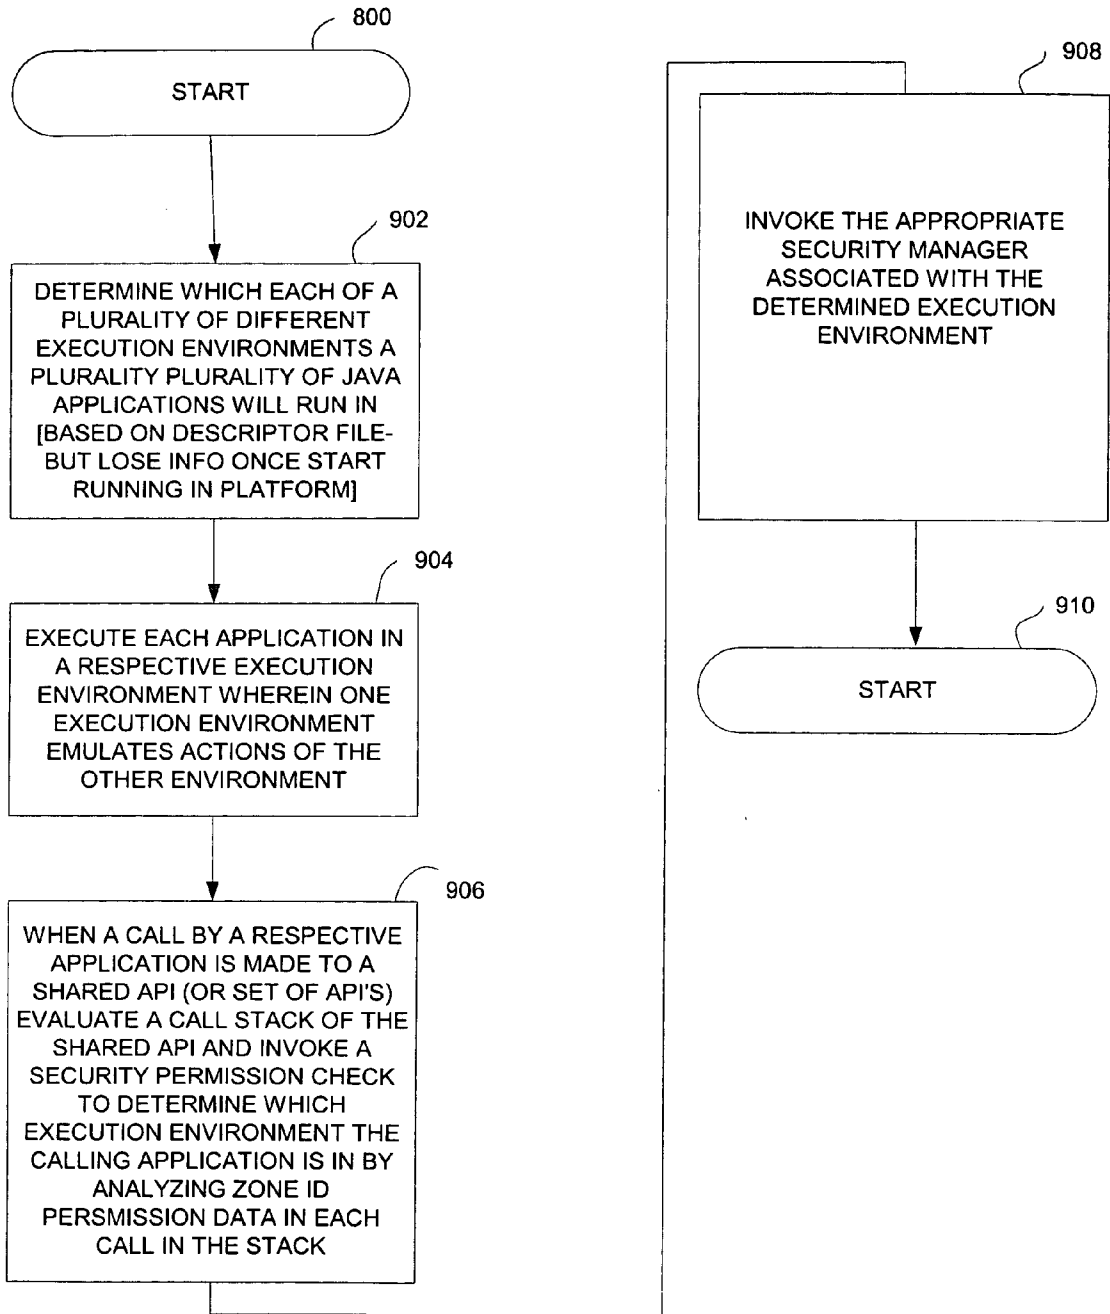 800
START
902
DETERMINE WHICH EACH OF A
PLURALITY OF DIFFERENT
EXECUTION ENVIRONMENTS A
PLURALITY PLURALITY OF JAVA
APPLICATIONS WILL RUN IN
[BASED ON DESCRIPTOR FILE-
BUT LOSE INFO ONCE START
RUNNING IN PLATFORM]
904
EXECUTE EACH APPLICATION IN
A RESPECTIVE EXECUTION
ENVIRONMENT WHEREIN ONE
EXECUTION ENVIRONMENT
EMULATES ACTIONS OF THE
OTHER ENVIRONMENT
906
WHEN A CALL BY A RESPECTIVE
APPLICATION IS MADE TO A
SHARED API (OR SET OF API'S)
EVALUATE A CALL STACK OF THE
SHARED API AND INVOKE A
SECURITY PERMISSION CHECK
TO DETERMINE WHICH
EXECUTION ENVIRONMENT THE
CALLING APPLICATION IS IN BY
ANALYZING ZONE ID
PERSMISSION DATA IN EACH
CALL IN THE STACK
908
INVOKE THE APPROPRIATE
SECURITY MANAGER
ASSOCIATED WITH THE
DETERMINED EXECUTION
ENVIRONMENT
910
START